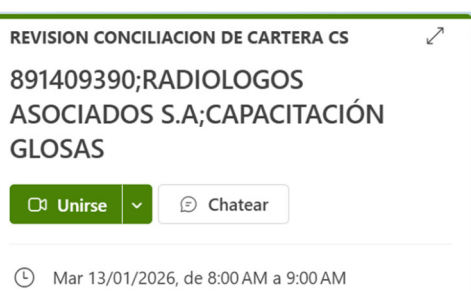 REVISION CONCILIACION DE CARTERA CS
891409390;RADIOLOGOS
ASOCIADOS S.A;CAPACITACIÓN
GLOSAS
Unirse
Chatear
Mar 13/01/2026, de 8:00 AM a 9:00 AM